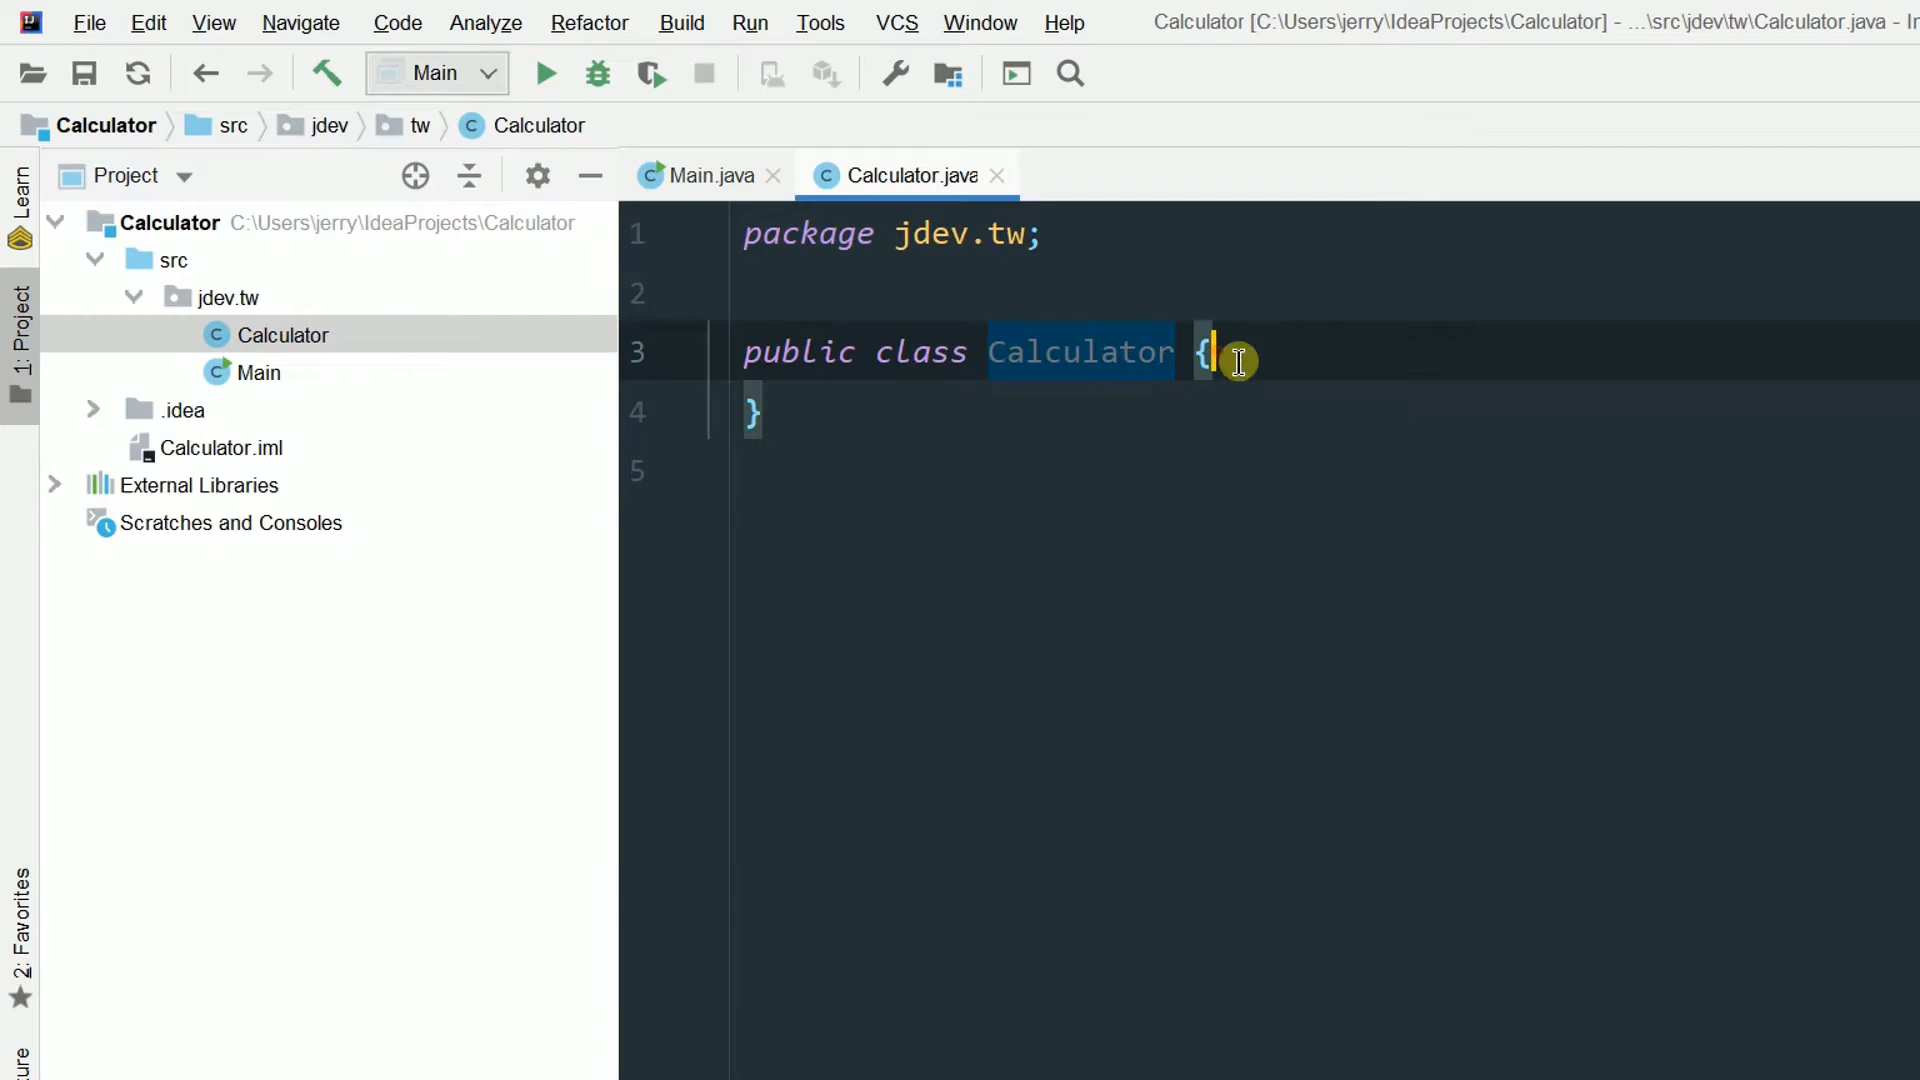 File Edit View Navigate Code Analyze Refactor Build Run Tools VCS Window Help Calculator [C:\Users\jerry\IdeaProjects\Calculator] - ...\src\jdev\tw\Calculator.java - In
Main
Calculator src jdev tw C Calculator
Learn
1: Project
2: Favorites
Project
Calculator C:\Users\jerry\IdeaProjects\Calculator
src
jdev.tw
C Calculator
C Main
.idea
Calculator.iml
External Libraries
Scratches and Consoles
C Main.java C Calculator.java
1 package jdev.tw;
2
3 public class Calculator {
4 }
5